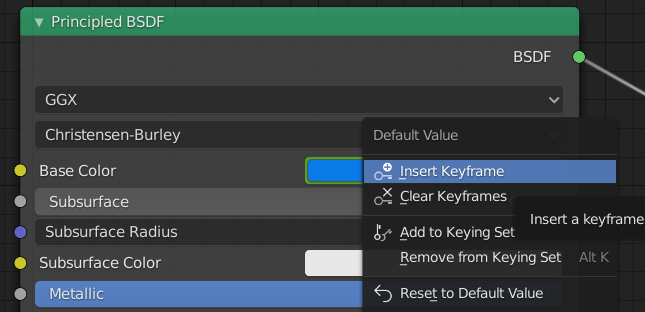 Principled BSDF
BSDF
GGX
Christensen-Burley
Default Value
Base Color
Insert Keyframe
Subsurface
Clear Keyframes
Insert a keyframe
Subsurface Radius
Add to Keying Set
Subsurface Color
Remove from Keying Set Alt K
Metallic
Reset to Default Value